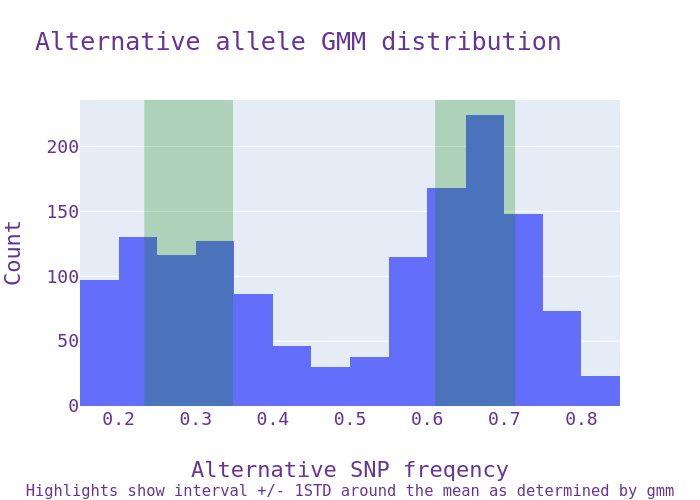 Alternative allele GMM distribution
200
150
100
50
0
Count
0.2 0.3 0.4 0.5 0.6 0.7 0.8
Alternative SNP freqency
Highlights show interval +/- 1STD around the mean as determined by gmm